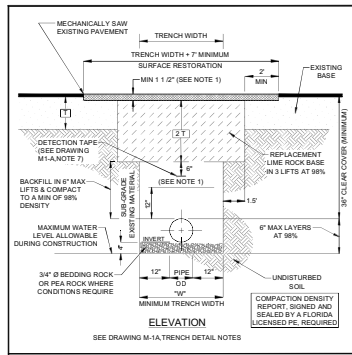 MECHANICALLY SAW
EXISTING PAVEMENT
TRENCH WIDTH
TRENCH WIDTH + 7' MINIMUM
SURFACE RESTORATION
2'
MIN
MIN 1 1/2" (SEE NOTE 1)
EXISTING
BASE
T
2 T
DETECTION TAPE
(SEE DRAWING
M-1-A,NOTE 7)
6"
(SEE NOTE 1)
REPLACEMENT
LIME ROCK BASE
IN 3 LIFTS AT 98%
BACKFILL IN 6" MAX
LIFTS & COMPACT
TO A MIN OF 98%
DENSITY
SUB-GRADE
EXISTING MATERIAL
12"
1.5'
36" CLEAR COVER (MINIMUM)
MAXIMUM WATER
LEVEL ALLOWABLE
DURING CONSTRUCTION
6" MAX LAYERS
AT 98%
INVERT
3/4" Ø BEDDING ROCK
OR PEA ROCK WHERE
CONDITIONS REQUIRE
12"
PIPE
OD
12"
"W"
MINIMUM TRENCH WIDTH
UNDISTURBED
SOIL
COMPACTION DENSITY
REPORT, SIGNED AND
SEALED BY A FLORIDA
LICENSED PE, REQUIRED
ELEVATION
SEE DRAWING M-1A,TRENCH DETAIL NOTES